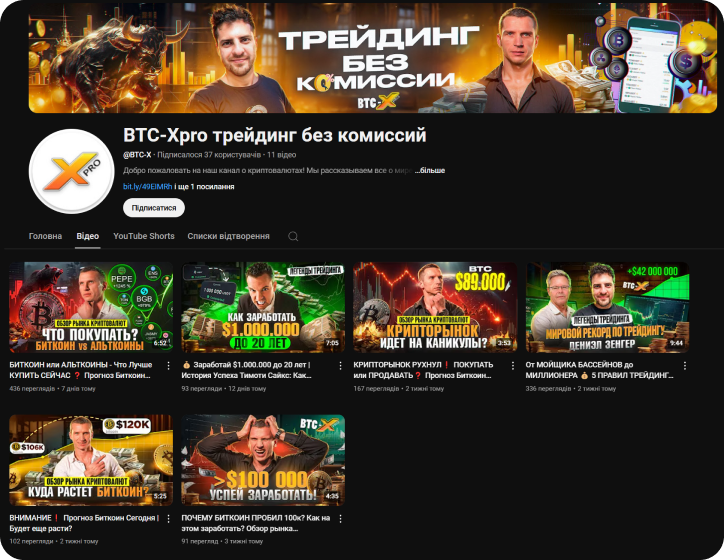 ТРЕЙДИНГ
БЕЗ
КОМИССИИ
BTC-X
BTC-Xpro трейдинг без комиссий
X PRO
@BTC-X · Підписалося 37 користувачів · 11 відео
Добро пожаловать на наш канал о криптовалютах! Мы рассказываем все о миро ...більше
bit.ly/49EIMRh і ще 1 посилання
Підписатися
Головна Відео YouTube Shorts Списки відтворення
PEPE
BGB
ОБЗОР РЫНКА КРИПТОВАЛЮТ
ЧТО ПОКУПАТЬ?
БИТКОИН vs АЛЬТКОИНЫ
6:52
ЛЕГЕНДЫ ТРЕЙДИНГА
КАК ЗАРАБОТАТЬ
$1.000.000
ДО 20 ЛЕТ
7:05
BTC
$89.000
ОБЗОР РЫНКА КРИПТОВАЛЮТ
КРИПТОРЫНОК
ИДЕТ НА КАНИКУЛЫ?
3:53
+$42 000 000
BTC-X
ЛЕГЕНДЫ ТРЕЙДИНГА
МИРОВОЙ РЕКОРД ПО ТРЕЙДИНГУ
ДЕНИЭЛ ЗЕНГЕР
9:44
БИТКОИН или АЛЬТКОИНЫ - Что Лучше
КУПИТЬ СЕЙЧАС ❓ Прогноз Биткоин...
436 переглядів · 7 днів тому
💰 Заработай $1.000.000 до 20 лет |
История Успеха Тимоти Сайкс: Как...
93 перегляди · 12 днів тому
КРИПТОРЫНОК РУХНУЛ❗ ПОКУПАТЬ
или ПРОДАВАТЬ❓ Прогноз Биткоин...
167 переглядів · 2 тижні тому
От МОЙЩИКА БАССЕЙНОВ до
МИЛЛИОНЕРА 💰 5 ПРАВИЛ ТРЕЙДИНГ...
336 переглядів · 2 тижні тому
$120K
$106K
ОБЗОР РЫНКА КРИПТОВАЛЮТ
КУДА РАСТЕТ БИТКОИН?
5:25
BTC-X
>$100 000
УСПЕЙ ЗАРАБОТАТЬ!
4:35
ВНИМАНИЕ❗ Прогноз Биткоин Сегодня |
Будет еще расти?
102 перегляди · 2 тижні тому
ПОЧЕМУ БИТКОИН ПРОБИЛ 100к? Как на
этом заработать? Обзор рынка...
91 перегляд · 3 тижні тому